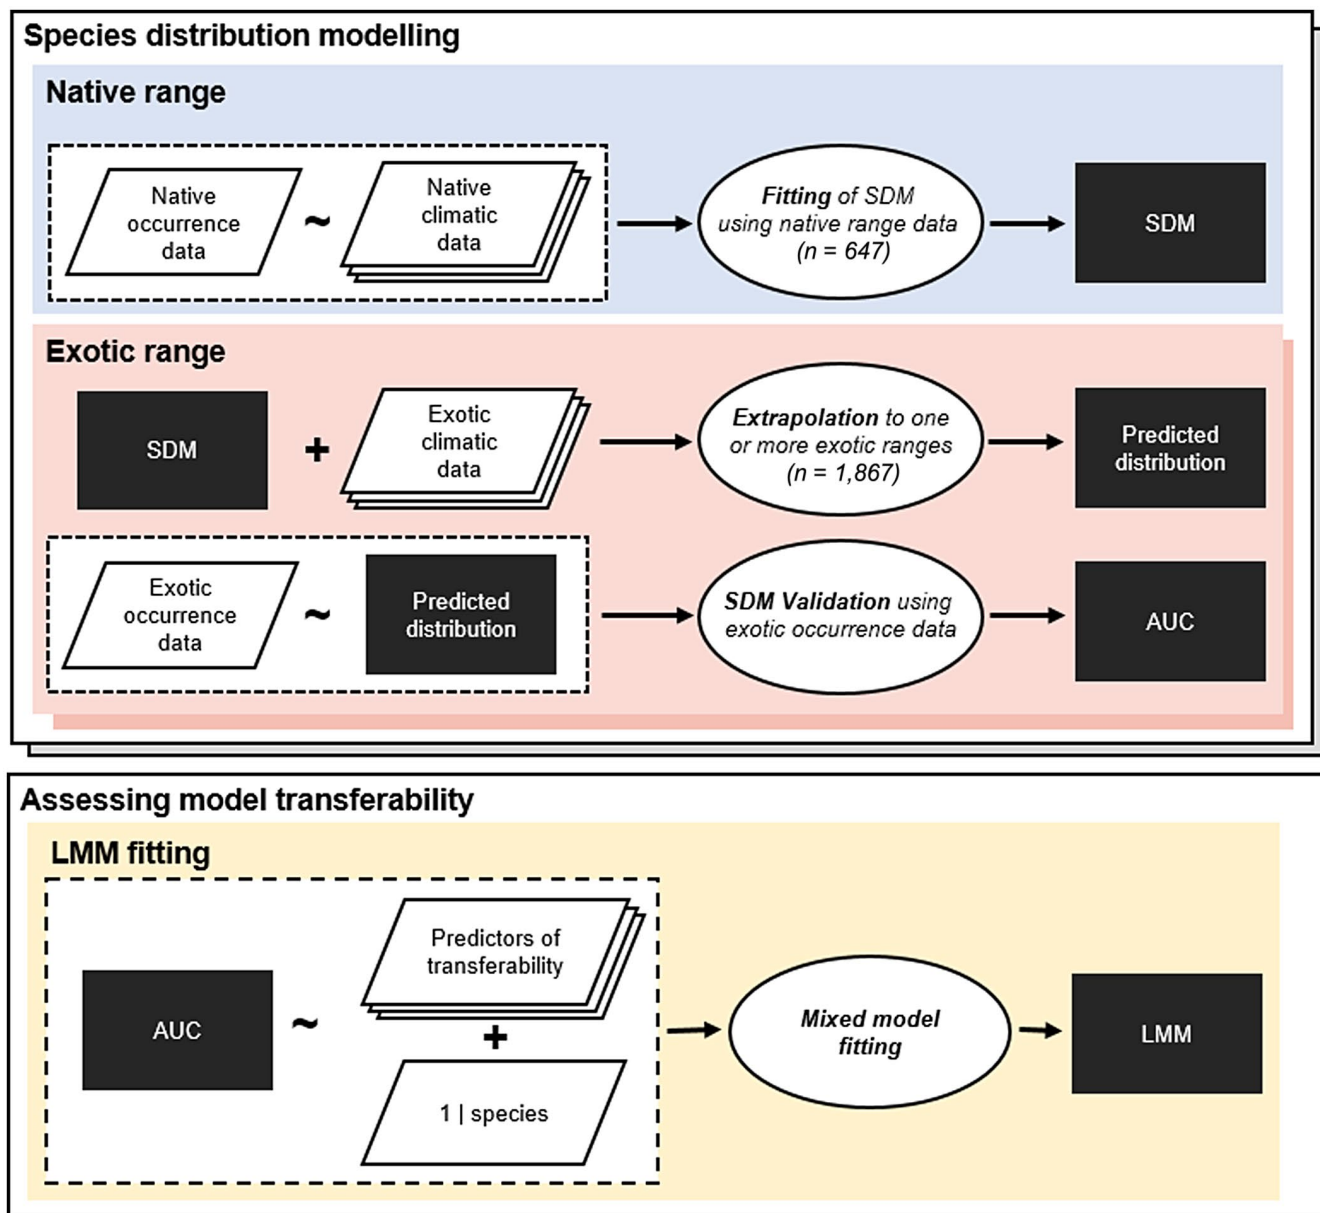 Species distribution modelling
Native range
Native
occurrence
data
~
Native
climatic
data
Fitting of SDM
using native range data
(n = 647)
SDM
Exotic range
SDM
+
Exotic
climatic
data
Extrapolation to one
or more exotic ranges
(n = 1,867)
Predicted
distribution
Exotic
occurrence
data
~
Predicted
distribution
SDM Validation using
exotic occurrence data
AUC
Assessing model transferability
LMM fitting
AUC
~
Predictors of
transferability
+
1 | species
Mixed model
fitting
LMM